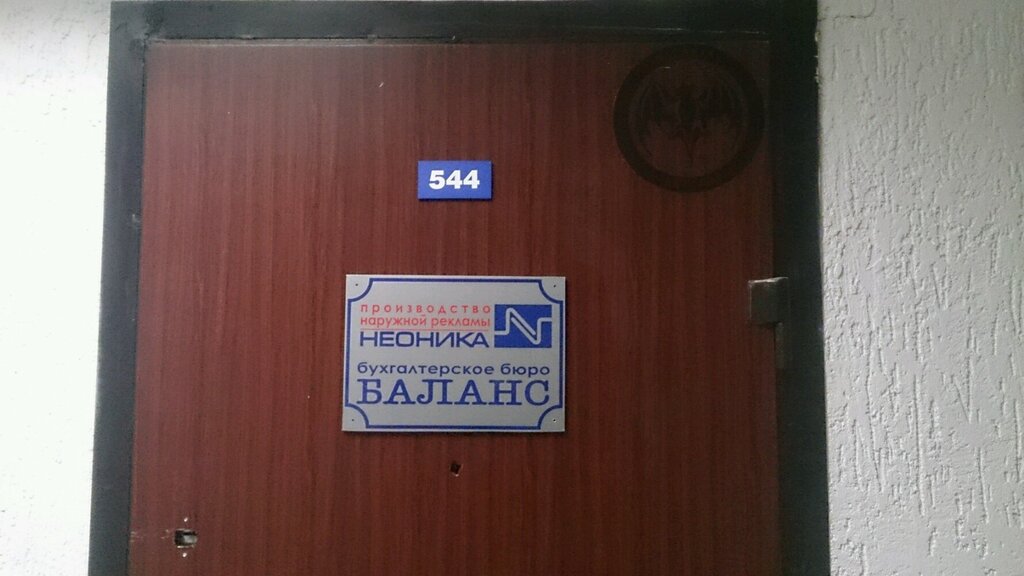 544
производство
наружной рекламы
НЕОНИКА
бухгалтерское бюро
БАЛАНС